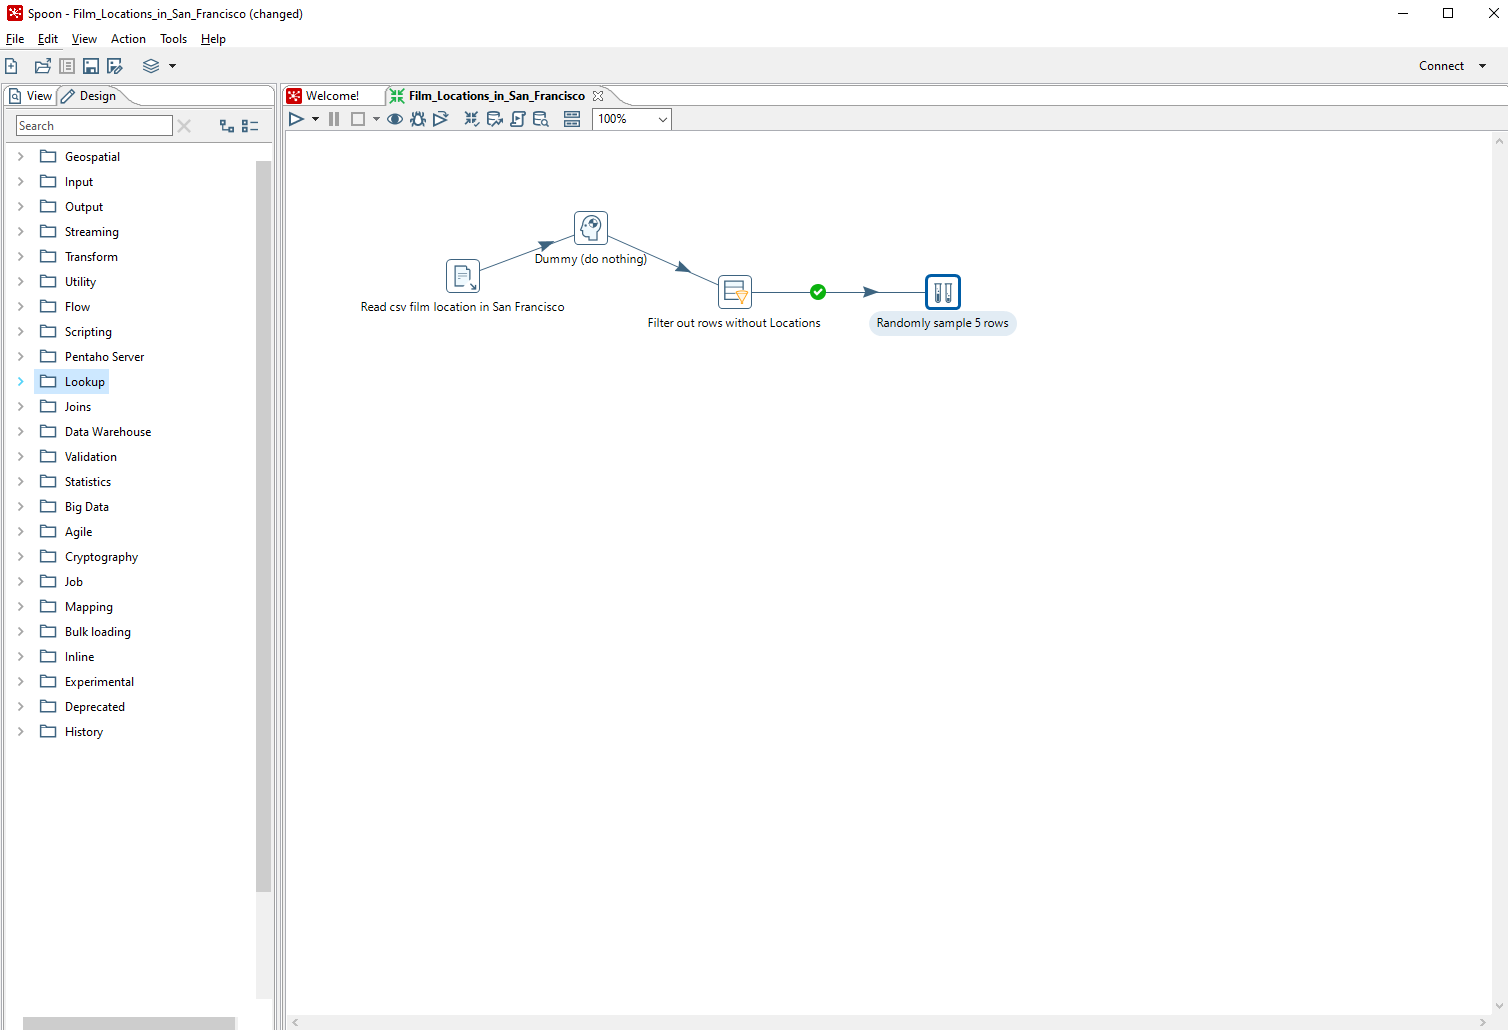 Spoon - Film_Locations_in_San_Francisco (changed)
File Edit View Action Tools Help
Connect
View Design
Welcome! Film_Locations_in_San_Francisco
Search
100%
Geospatial
Input
Output
Streaming
Transform
Utility
Flow
Scripting
Pentaho Server
Lookup
Joins
Data Warehouse
Validation
Statistics
Big Data
Agile
Cryptography
Job
Mapping
Bulk loading
Inline
Experimental
Deprecated
History
Dummy (do nothing)
Read csv film location in San Francisco
Filter out rows without Locations
Randomly sample 5 rows